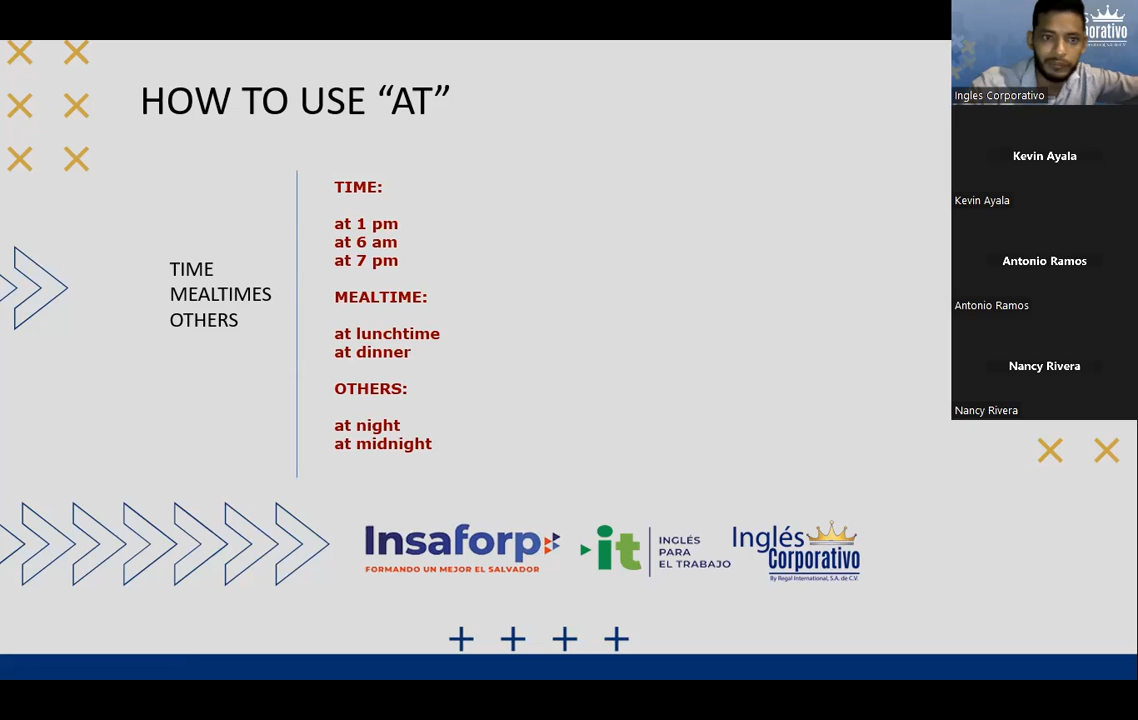 HOW TO USE “AT”
TIME
MEALTIMES
OTHERS
TIME:
at 1 pm
at 6 am
at 7 pm
MEALTIME:
at lunchtime
at dinner
OTHERS:
at night
at midnight
Insaforp
FORMANDO UN MEJOR EL SALVADOR
it
INGLÉS
PARA
EL TRABAJO
Inglés
Corporativo
By Regal International, S.A. de C.V.
Ingles Corporativo
Kevin Ayala
Kevin Ayala
Antonio Ramos
Antonio Ramos
Nancy Rivera
Nancy Rivera